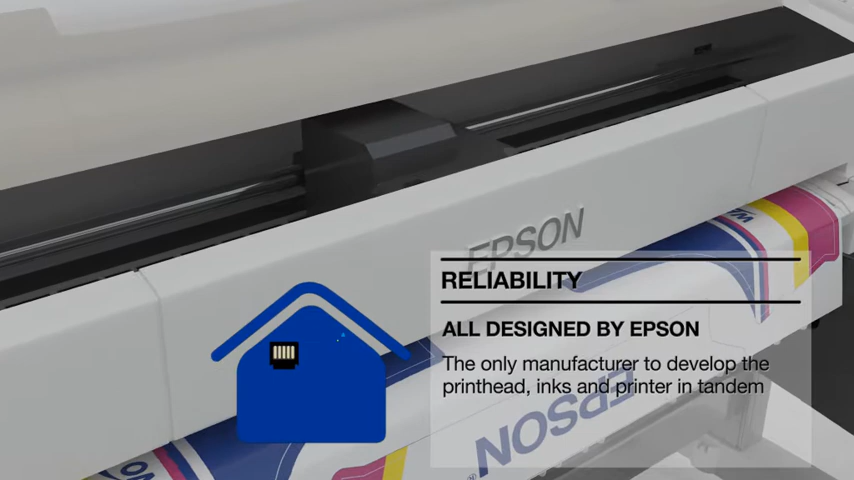 EPSON
RELIABILITY
ALL DESIGNED BY EPSON
The only manufacturer to develop the
printhead, inks and printer in tandem
EPSON